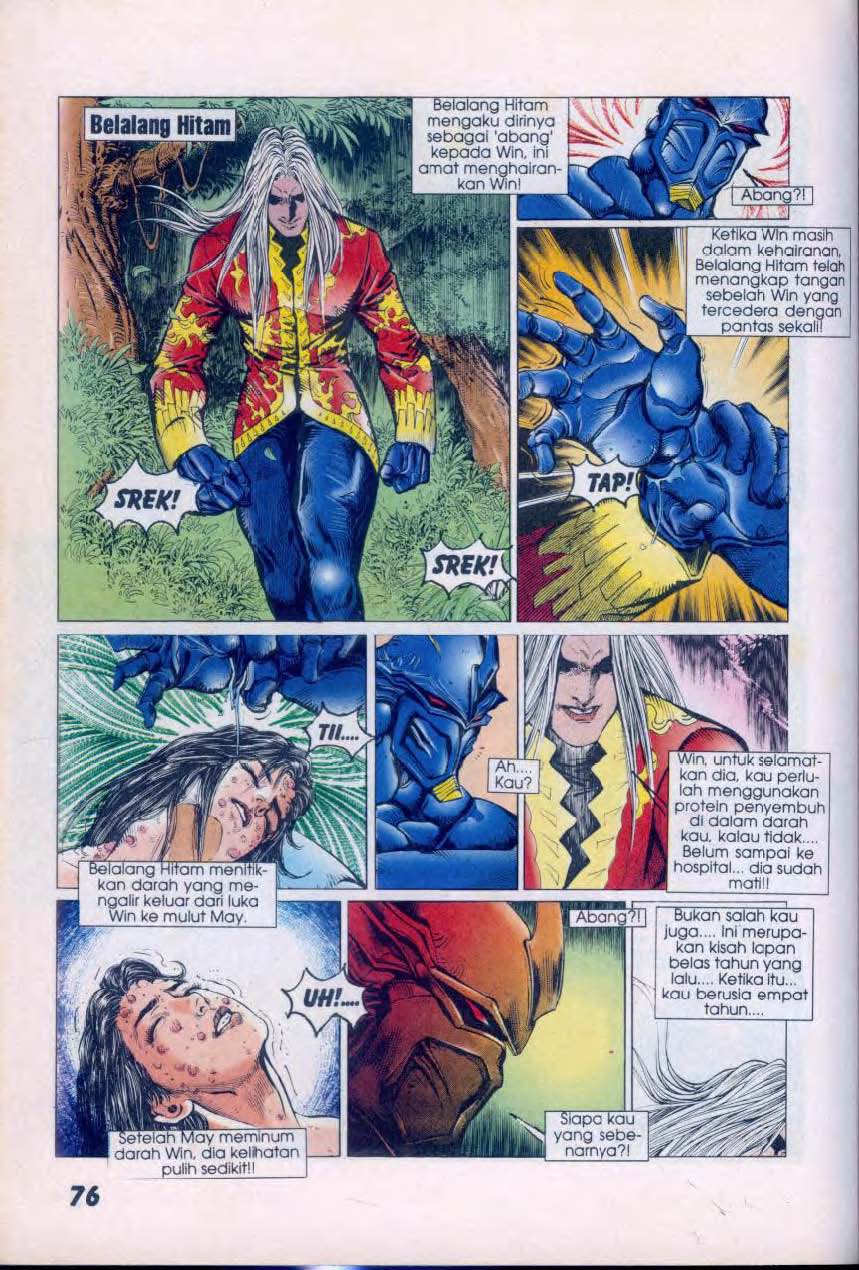 Belalang Hitam
Belalang Hitam
mengaku dirinya
sebagai 'abang'
kepada Win, ini
amat menghairan-
kan Win!
Abang?!
Ketika Win masih
dalam kehairanan,
Belalang Hitam telah
menangkap tangan
sebelah Win yang
tercedera dengan
pantas sekali!
SREK!
SREK!
TAP!
TII....
Belalang Hitam menitik-
kan darah yang me-
ngalir keluar dari luka
Win ke mulut May.
Ah....
Kau?
Win, untuk selamat-
kan dia, kau perlu-
lah menggunakan
protein penyembuh
di dalam darah
kau, kalau tidak....
Belum sampai ke
hospital... dia sudah
mati!!
UH!....
Setelah May meminum
darah Win, dia kelihatan
pulih sedikit!!
Abang?!
Siapa kau
yang sebe-
narnya?!
Bukan salah kau
juga.... Ini merupa-
kan kisah lapan
belas tahun yang
lalu.... Ketika itu...
kau berusia empat
tahun....
76